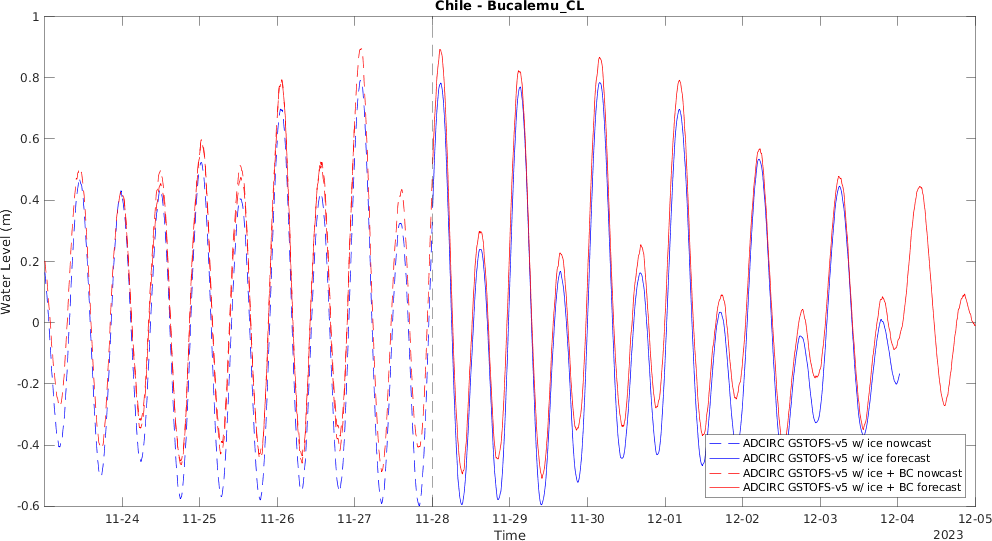 Chile - Bucalemu_CL
Water Level (m)
1
0.8
0.6
0.4
0.2
0
-0.2
-0.4
-0.6
ADCIRC GSTOFS-v5 w/ ice nowcast
ADCIRC GSTOFS-v5 w/ ice forecast
ADCIRC GSTOFS-v5 w/ ice + BC nowcast
ADCIRC GSTOFS-v5 w/ ice + BC forecast
11-24 11-25 11-26 11-27 11-28 11-29 11-30 12-01 12-02 12-03 12-04 12-05
Time
2023